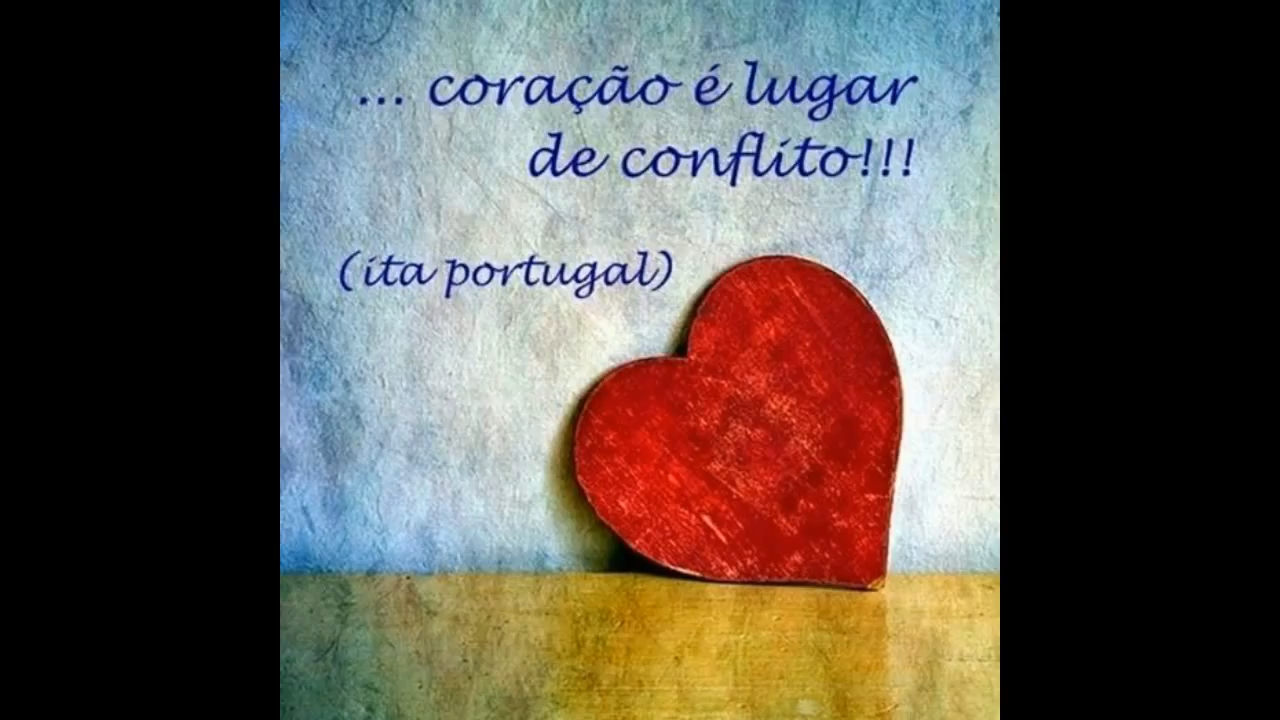 ... coração é lugar
de conflito!!!
(ita portugal)